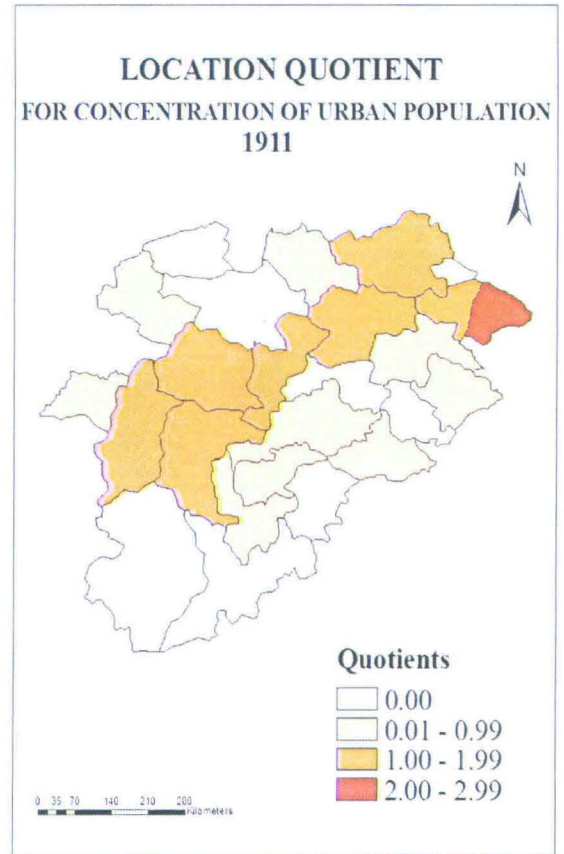 LOCATION QUOTIENT
FOR CONCENTRATION OF URBAN POPULATION
1911
N
Quotients
0.00
0.01 - 0.99
1.00 - 1.99
2.00 - 2.99
0 35 70 140 210 280
Kilometers